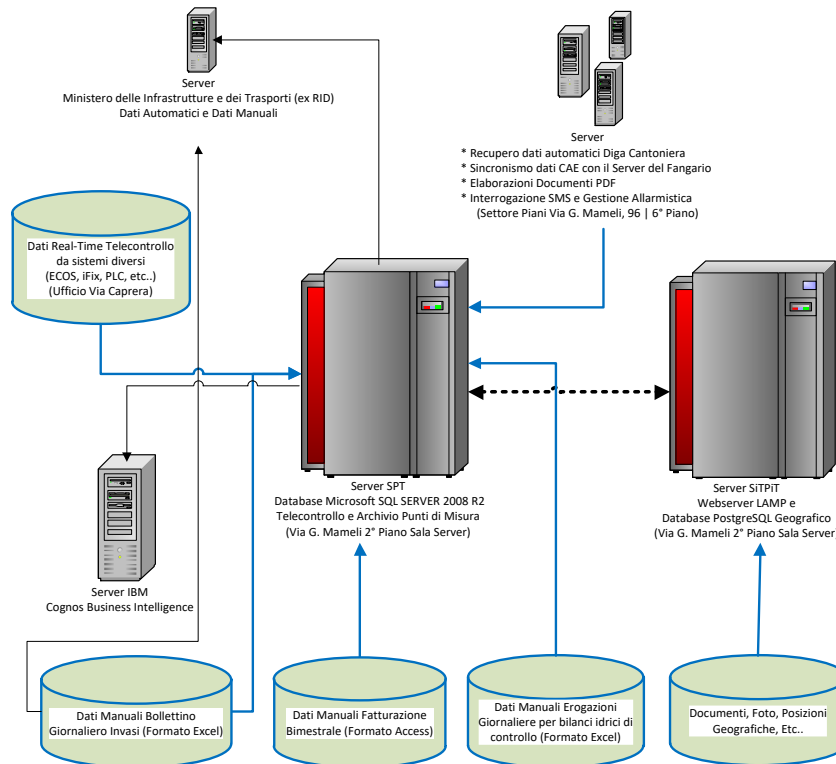 Server
Ministero delle Infrastrutture e dei Trasporti (ex RID)
Dati Automatici e Dati Manuali
Server
* Recupero dati automatici Diga Cantoniera
* Sincronismo dati CAE con il Server del Fangario
* Elaborazioni Documenti PDF
* Interrogazione SMS e Gestione Allarmistica
(Settore Piani Via G. Mameli, 96 | 6° Piano)
Dati Real-Time Telecontrollo
da sistemi diversi
(ECOS, iFix, PLC, etc..)
(Ufficio Via Caprera)
Server SPT
Database Microsoft SQL SERVER 2008 R2
Telecontrollo e Archivio Punti di Misura
(Via G. Mameli 2° Piano Sala Server)
Server SiTPiT
Webserver LAMP e
Database PostgreSQL Geografico
(Via G. Mameli 2° Piano Sala Server)
Server IBM
Cognos Business Intelligence
Dati Manuali Bollettino
Giornaliero Invasi (Formato Excel)
Dati Manuali Fatturazione
Bimestrale (Formato Access)
Dati Manuali Erogazioni
Giornaliere per bilanci idrici di
controllo (Formato Excel)
Documenti, Foto, Posizioni
Geografiche, Etc..